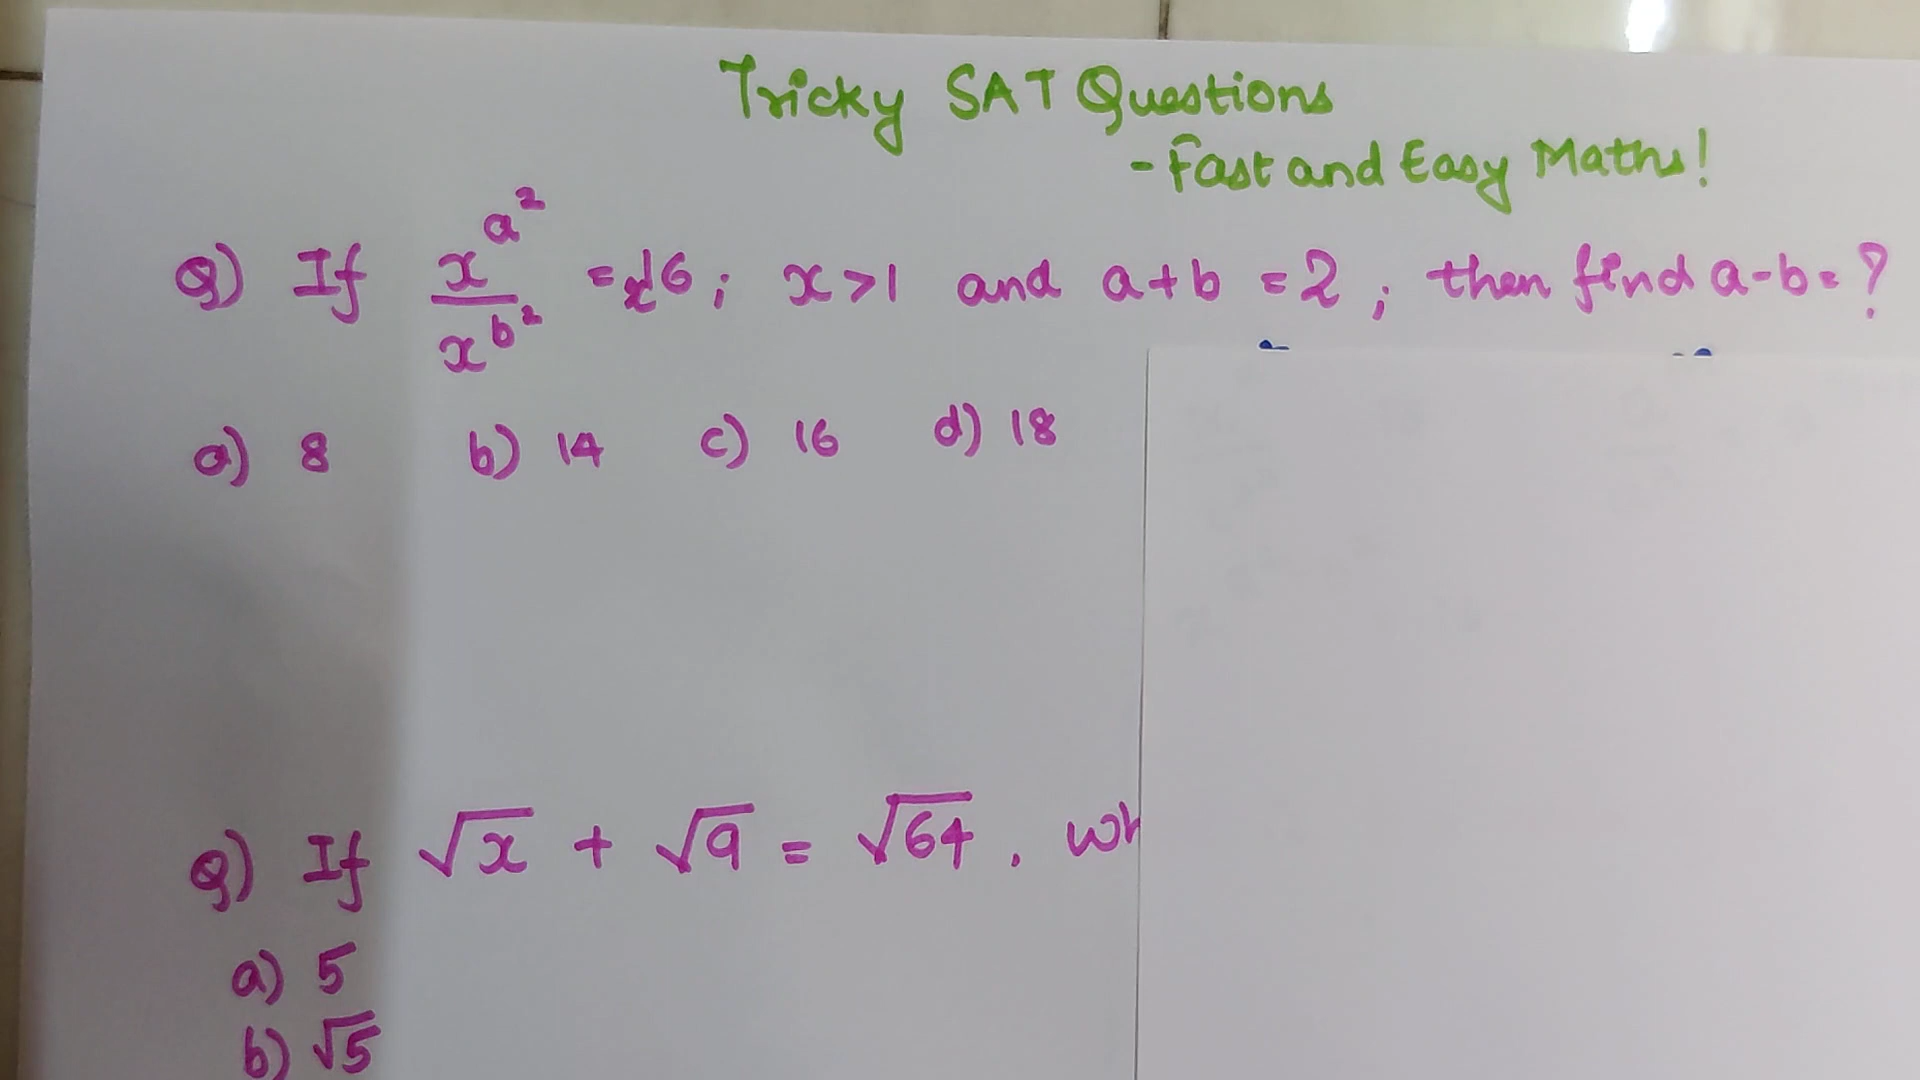 Tricky SAT Questions
- Fast and Easy Maths!
Q) If x^a² / x^b² = x^16; x>1 and a+b=2; then find a-b=?
a) 8 b) 14 c) 16 d) 18
Q) If √x + √9 = √64.
a) 5
b) √5